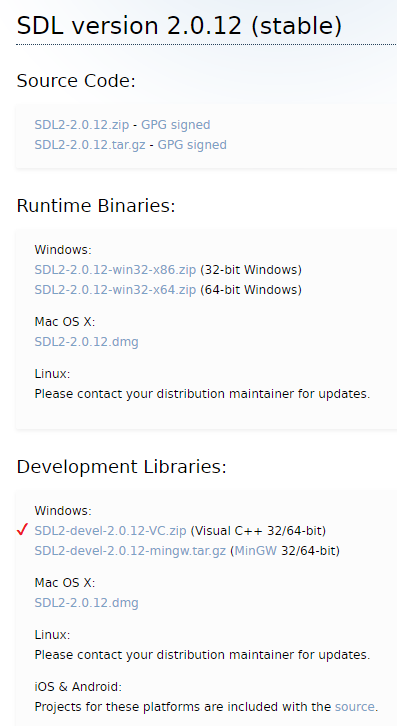 SDL version 2.0.12 (stable)
Source Code:
SDL2-2.0.12.zip - GPG signed
SDL2-2.0.12.tar.gz - GPG signed
Runtime Binaries:
Windows:
SDL2-2.0.12-win32-x86.zip (32-bit Windows)
SDL2-2.0.12-win32-x64.zip (64-bit Windows)
Mac OS X:
SDL2-2.0.12.dmg
Linux:
Please contact your distribution maintainer for updates.
Development Libraries:
Windows:
SDL2-devel-2.0.12-VC.zip (Visual C++ 32/64-bit)
SDL2-devel-2.0.12-mingw.tar.gz (MinGW 32/64-bit)
Mac OS X:
SDL2-2.0.12.dmg
Linux:
Please contact your distribution maintainer for updates.
iOS & Android:
Projects for these platforms are included with the source.